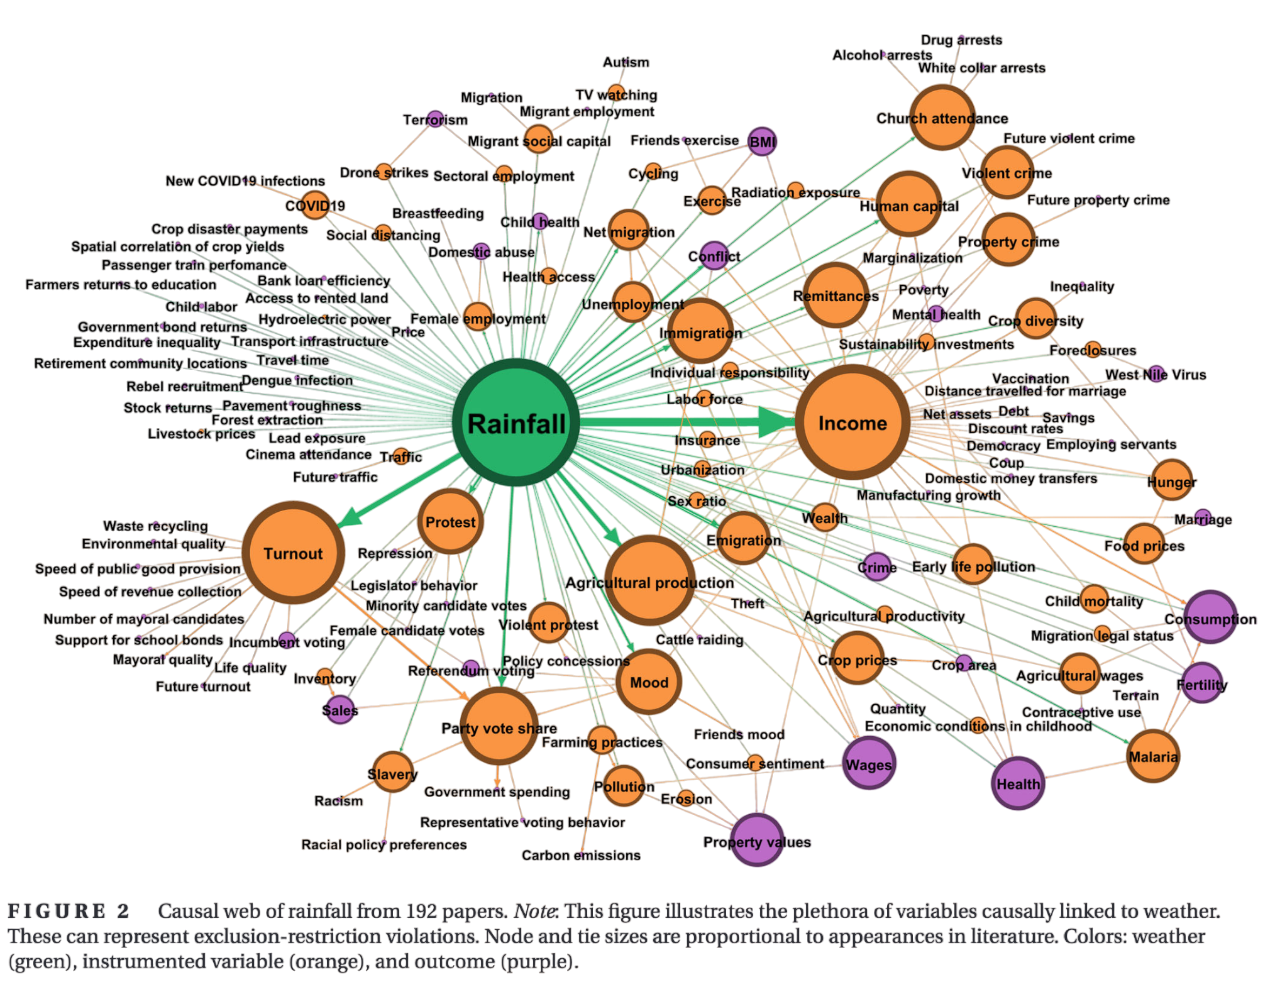 Drug arrests
Alcohol arrests
White collar arrests
Autism
TV watching
Migration
Migrant employment
Terrorism
Church attendance
Migrant social capital
Friends exercise
BMI
Future violent crime
Drone strikes
Sectoral employment
Cycling
Violent crime
New COVID19 infections
Radiation exposure
Exercise
Future property crime
COVID19
Human capital
Breastfeeding
Child health
Crop disaster payments
Social distancing
Net migration
Property crime
Spatial correlation of crop yields
Domestic abuse
Conflict
Marginalization
Passenger train perfomance
Health access
Farmers returns to education
Bank loan efficiency
Inequality
Access to rented land
Remittances
Poverty
Child labor
Unemployment
Mental health
Hydroelectric power
Female employment
Crop diversity
Government bond returns
Price
Immigration
Expenditure inequality
Transport infrastructure
Sustainability investments
Foreclosures
Retirement community locations
Travel time
Individual responsibility
West Nile Virus
Rebel recruitment
Dengue infection
Vaccination
Distance travelled for marriage
Labor force
Stock returns
Pavement roughness
Net assets
Debt
Savings
Forest extraction
Rainfall
Income
Discount rates
Livestock prices
Lead exposure
Insurance
Democracy
Employing servants
Cinema attendance
Traffic
Coup
Urbanization
Future traffic
Domestic money transfers
Hunger
Manufacturing growth
Sex ratio
Wealth
Marriage
Protest
Waste recycling
Emigration
Environmental quality
Turnout
Repression
Food prices
Speed of public good provision
Crime
Early life pollution
Legislator behavior
Agricultural production
Speed of revenue collection
Minority candidate votes
Theft
Child mortality
Number of mayoral candidates
Violent protest
Agricultural productivity
Consumption
Female candidate votes
Support for school bonds
Incumbent voting
Cattle raiding
Migration legal status
Mayoral quality
Life quality
Referendum voting
Policy concessions
Crop prices
Crop area
Future turnout
Inventory
Mood
Agricultural wages
Fertility
Terrain
Sales
Quantity
Contraceptive use
Party vote share
Economic conditions in childhood
Friends mood
Farming practices
Malaria
Consumer sentiment
Wages
Slavery
Government spending
Pollution
Health
Racism
Erosion
Representative voting behavior
Racial policy preferences
Property values
Carbon emissions
FIGURE 2 Causal web of rainfall from 192 papers. Note: This figure illustrates the plethora of variables causally linked to weather.
These can represent exclusion-restriction violations. Node and tie sizes are proportional to appearances in literature. Colors: weather
(green), instrumented variable (orange), and outcome (purple).